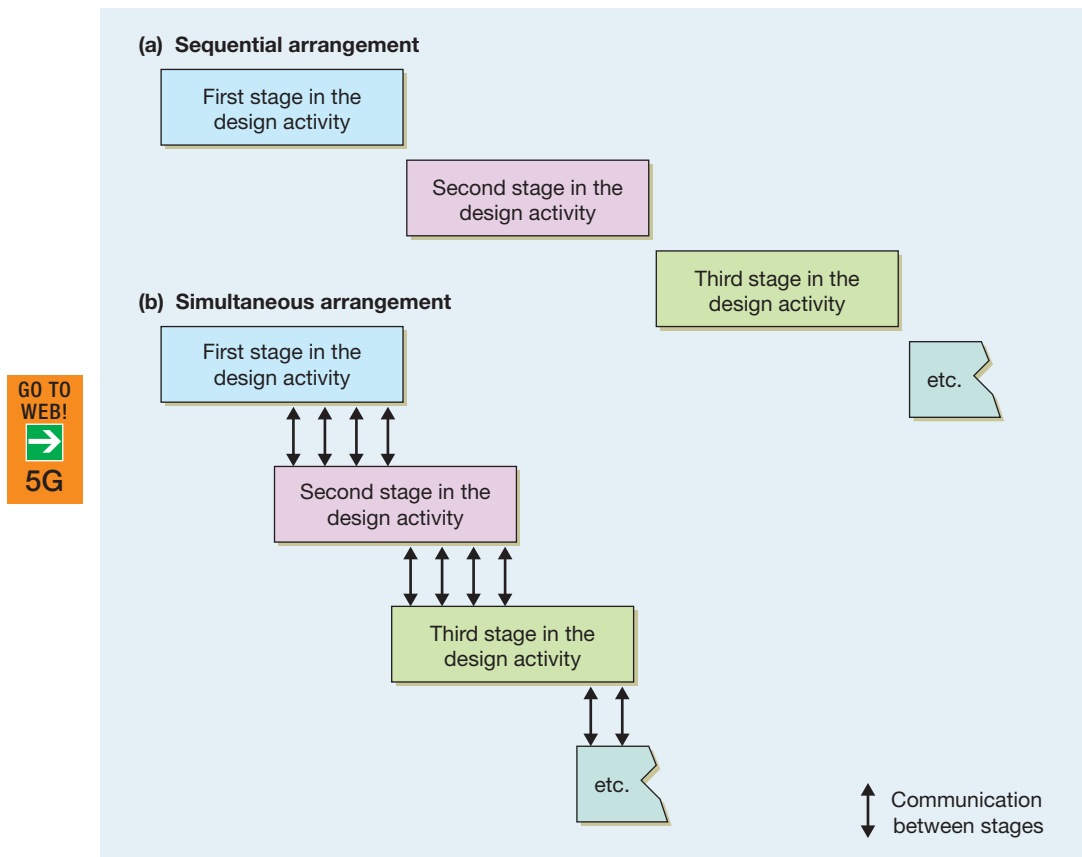 (a) Sequential arrangement
First stage in the
design activity
Second stage in the
design activity
Third stage in the
design activity
etc.
(b) Simultaneous arrangement
First stage in the
design activity
Second stage in the
design activity
Third stage in the
design activity
etc.
Communication
between stages
GO TO
WEB!
5G